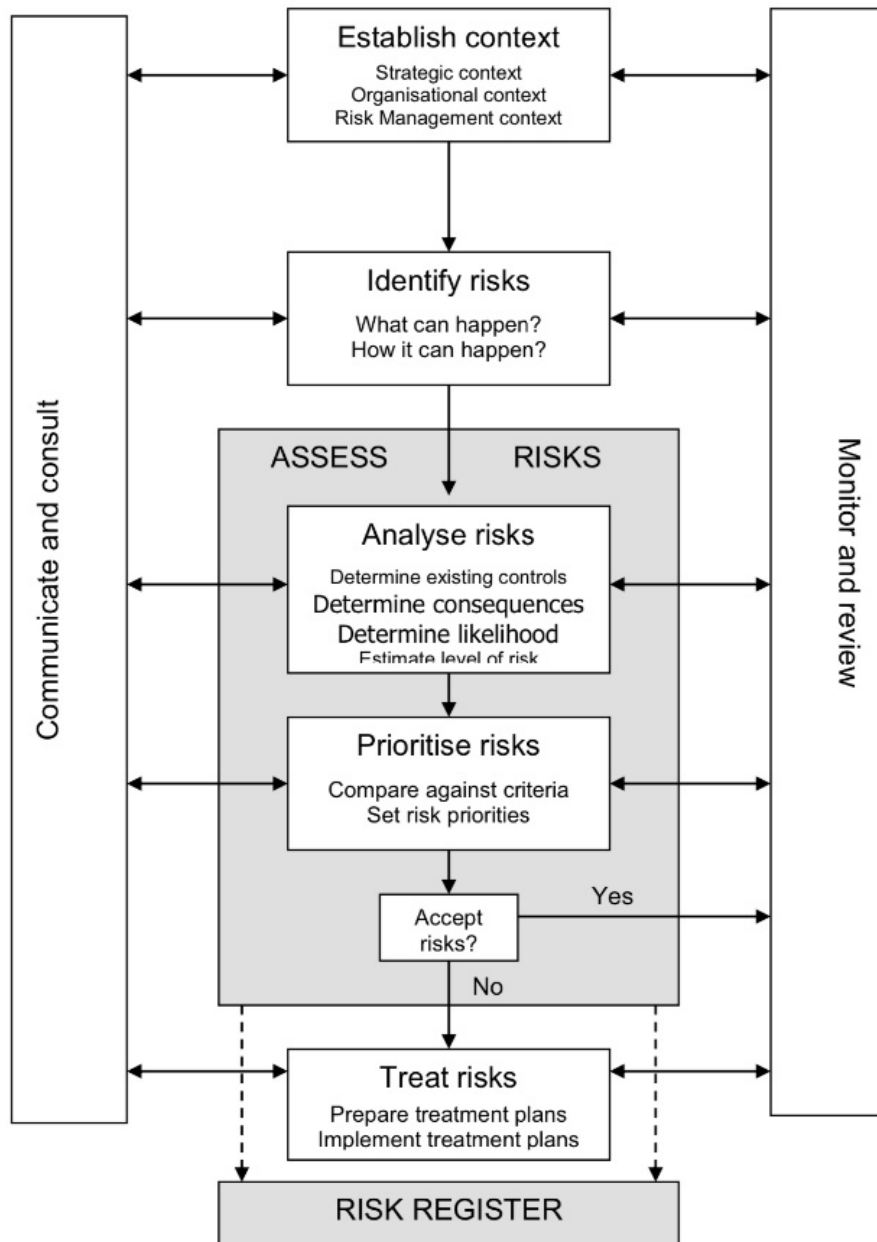 Establish context
Strategic context
Organisational context
Risk Management context
Communicate and consult
Monitor and review
Identify risks
What can happen?
How it can happen?
ASSESS RISKS
Analyse risks
Determine existing controls
Determine consequences
Determine likelihood
Estimate level of risk
Prioritise risks
Compare against criteria
Set risk priorities
Accept
risks?
Yes
No
Treat risks
Prepare treatment plans
Implement treatment plans
RISK REGISTER